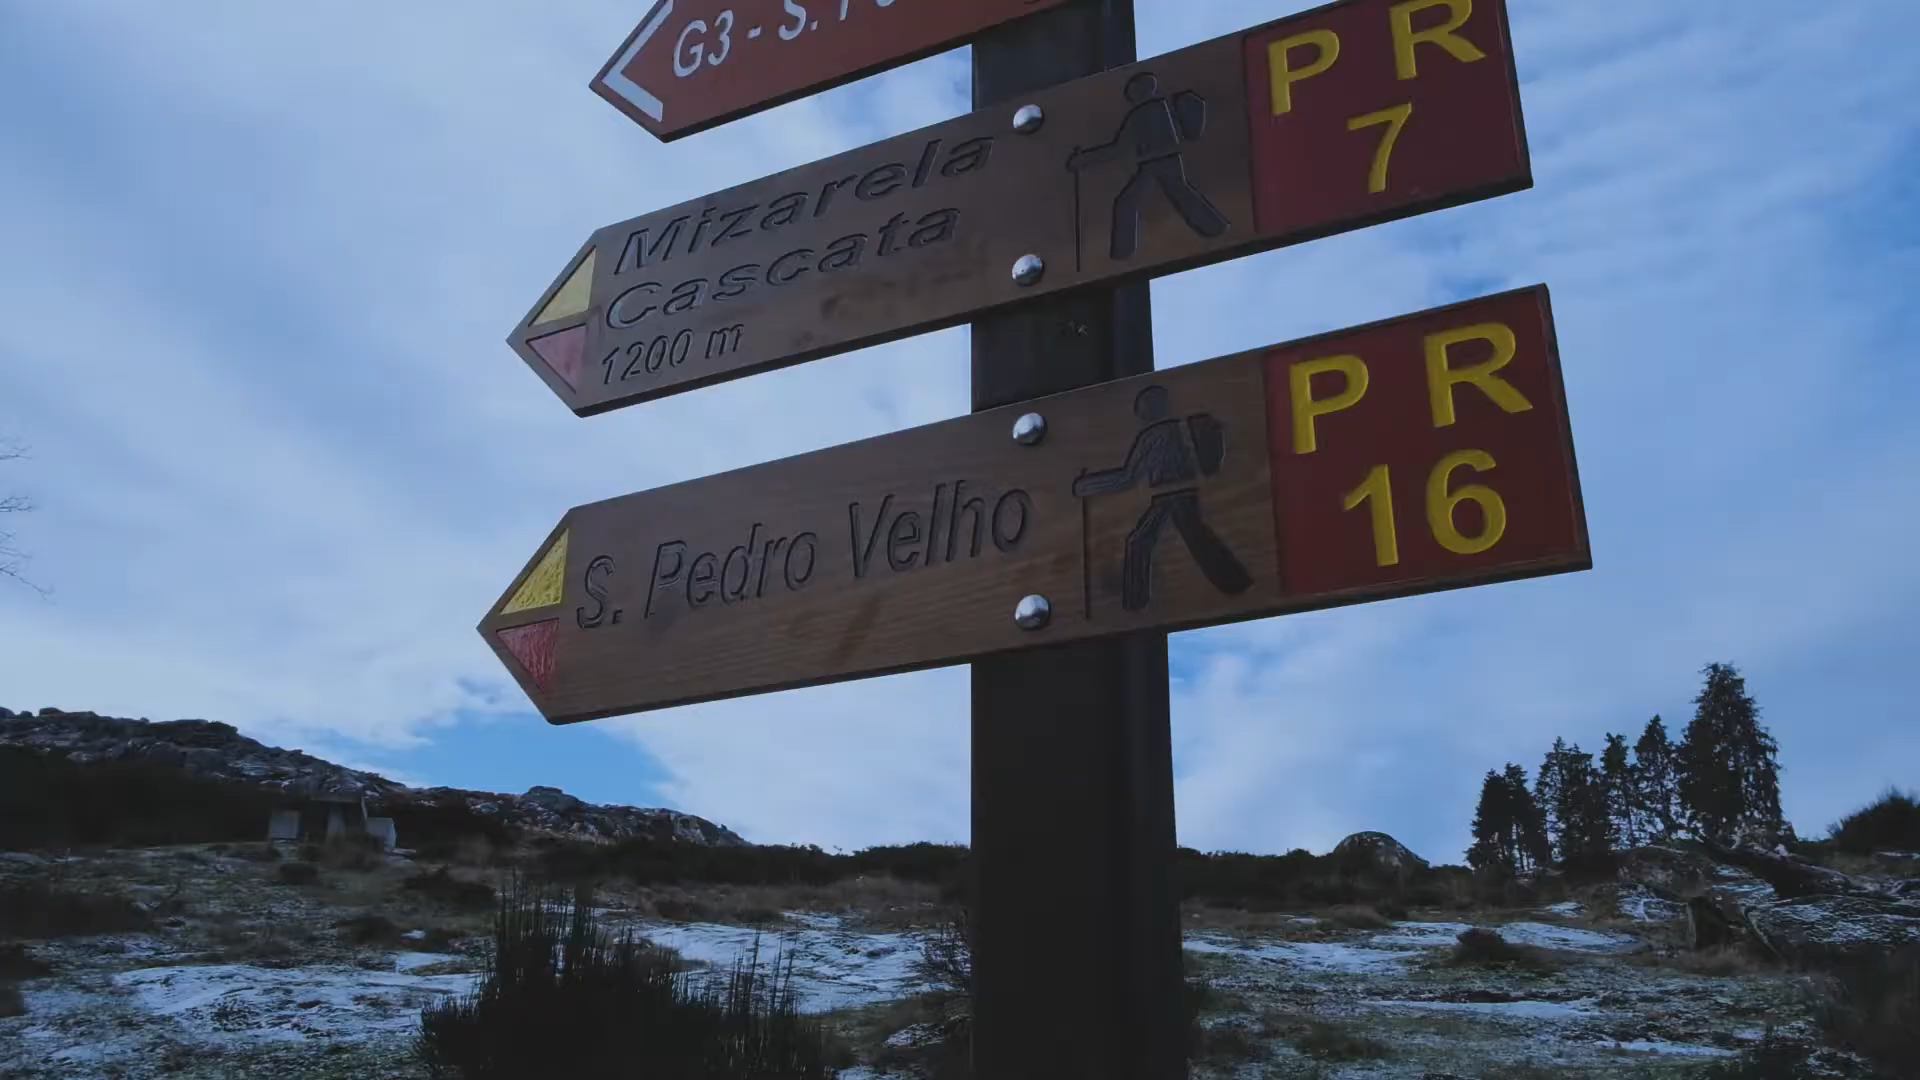 G3 - S.
Mizarela
Cascata
1200 m
PR
7
S. Pedro Velho
PR
16